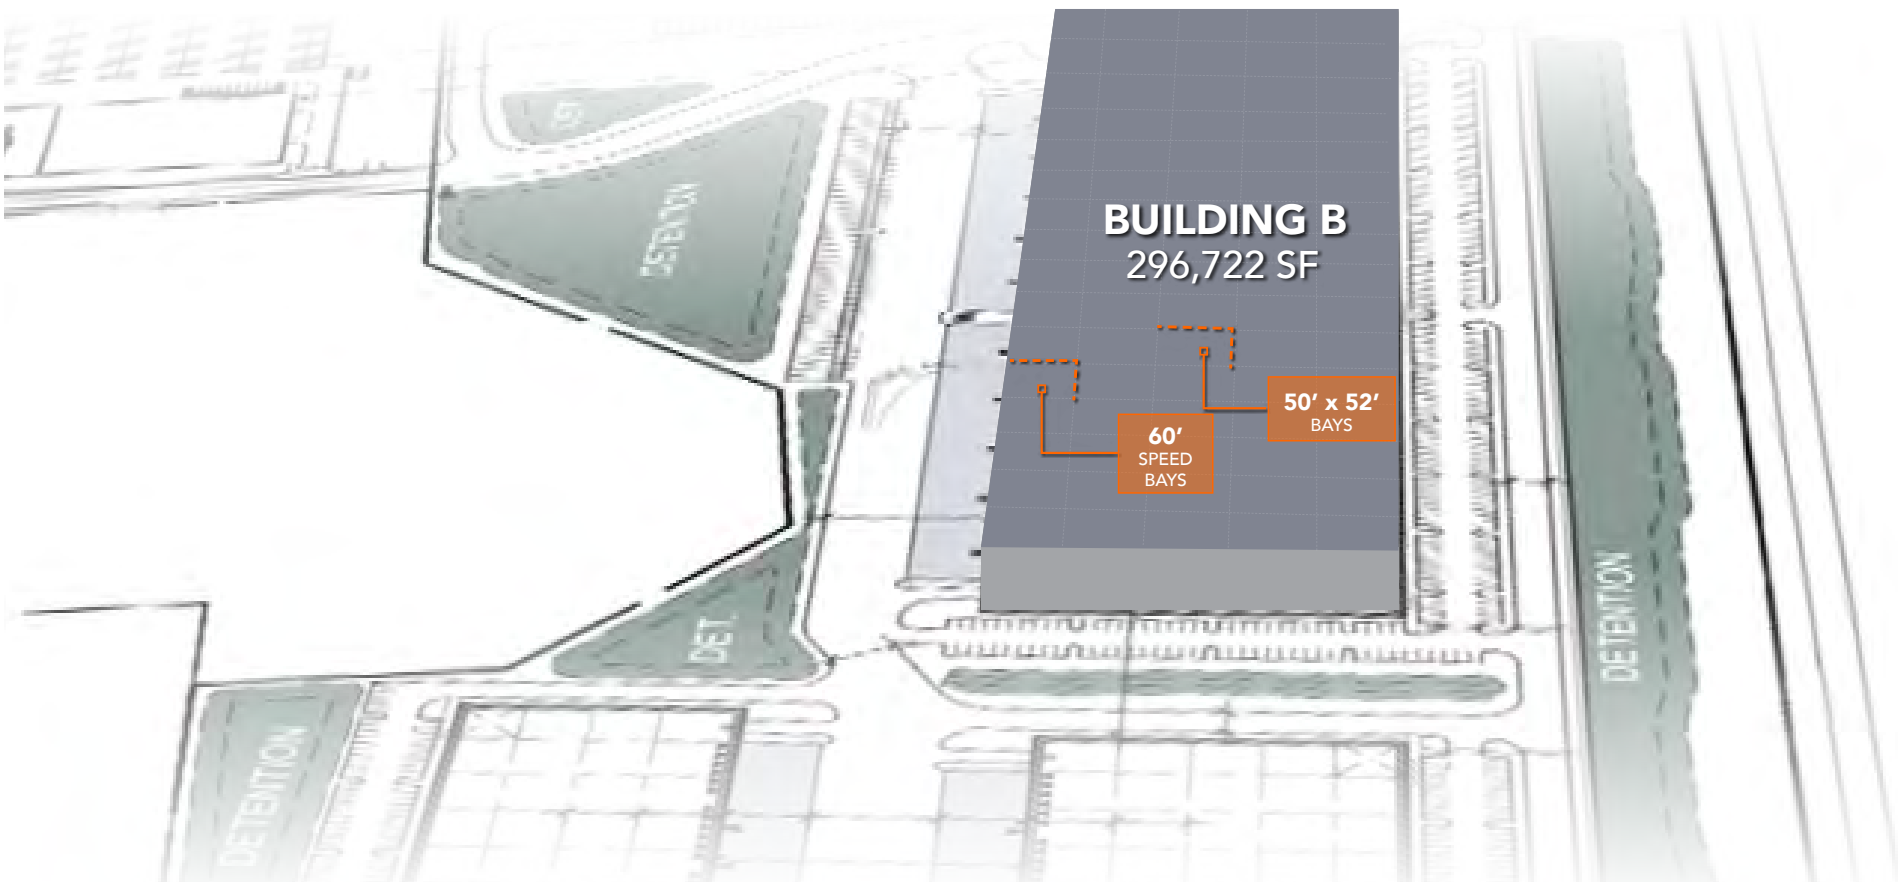 DETENTION
BUILDING B
296,722 SF
50’ x 52’
BAYS
60’
SPEED
BAYS
DET.
DETENTION
DETENTION